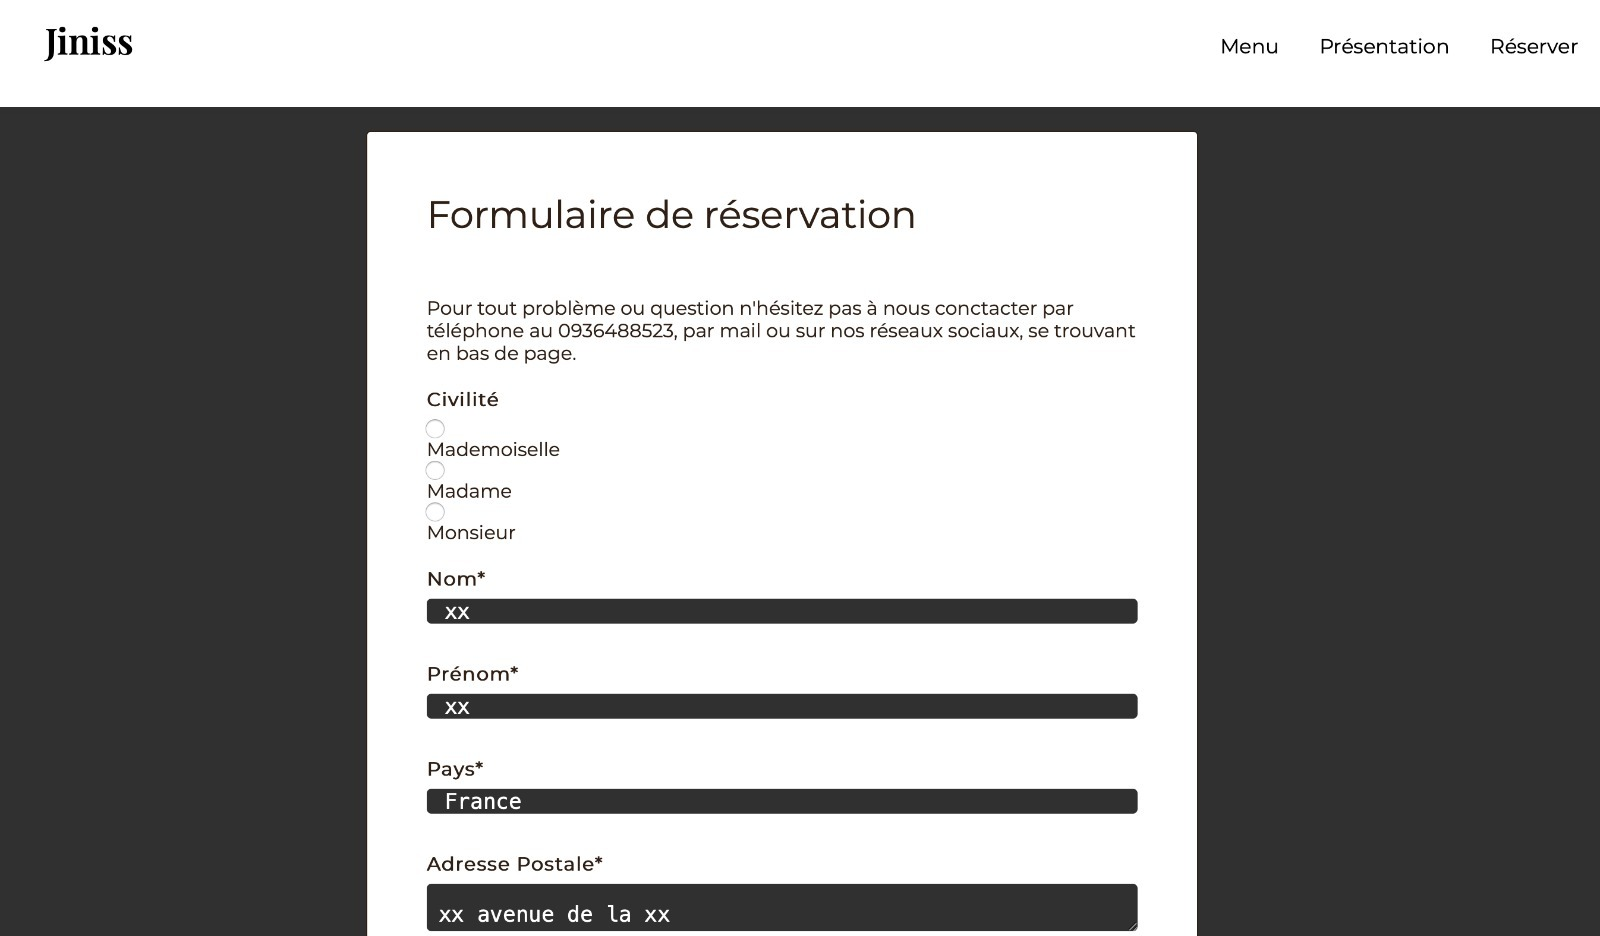 Jiniss
Menu Présentation Réserver
Formulaire de réservation
Pour tout problème ou question n'hésitez pas à nous conctacter par
téléphone au 0936488523, par mail ou sur nos réseaux sociaux, se trouvant
en bas de page.
Civilité
Mademoiselle
Madame
Monsieur
Nom*
xx
Prénom*
xx
Pays*
France
Adresse Postale*
xx avenue de la xx